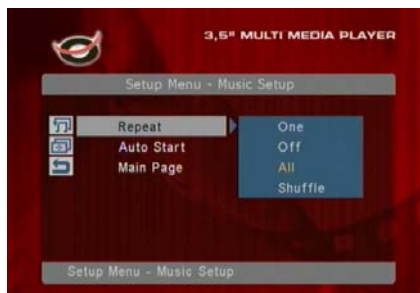 3,5" MULTI MEDIA PLAYER
Setup Menu - Music Setup
Repeat
One
Auto Start
Off
Main Page
All
Shuffle
Setup Menu - Music Setup